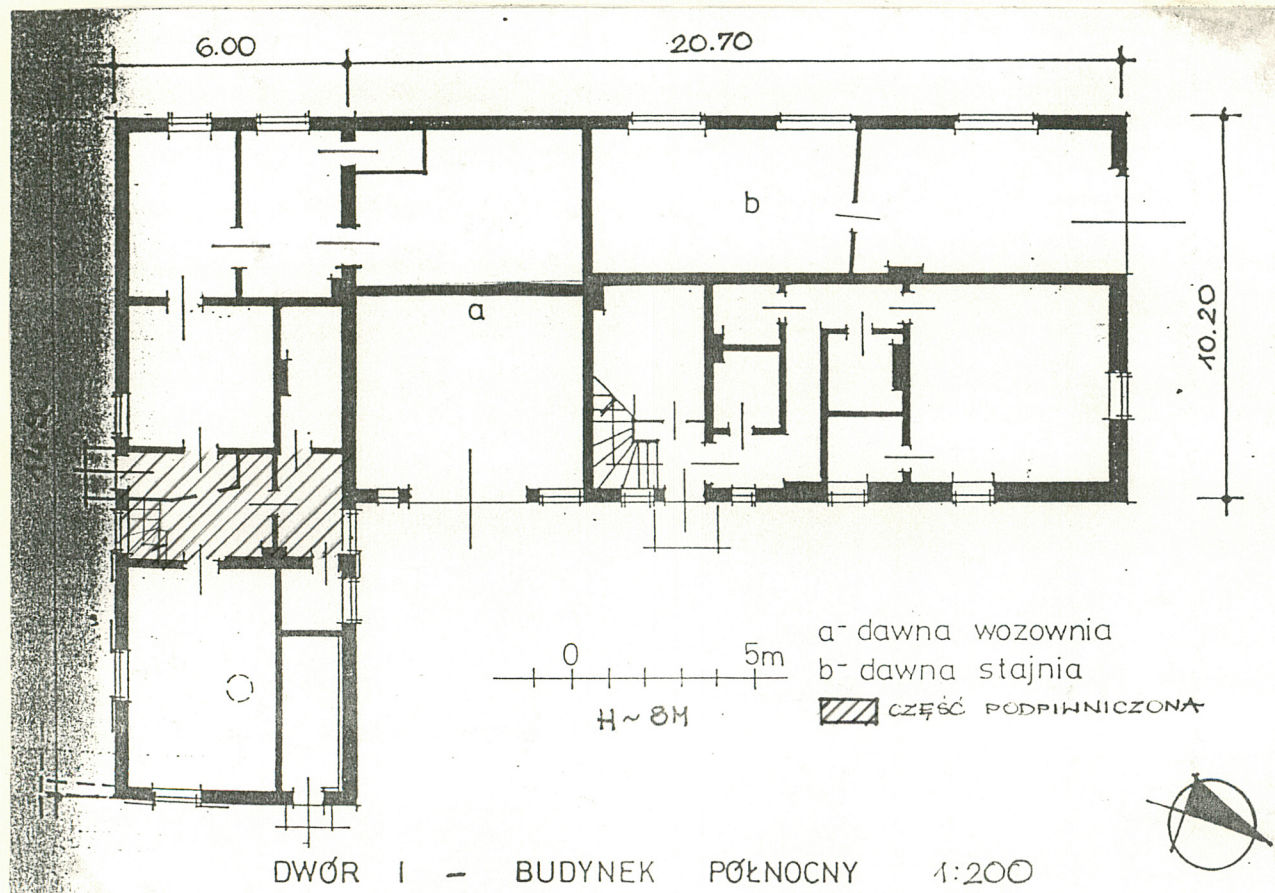 6.00
20.70
b
a
10.20
a- dawna wozownia
b- dawna stajnia
0 5m
CZĘŚĆ PODPIWNICZONA
H~8M
DWÓR I - BUDYNEK PÓŁNOCNY 1:200